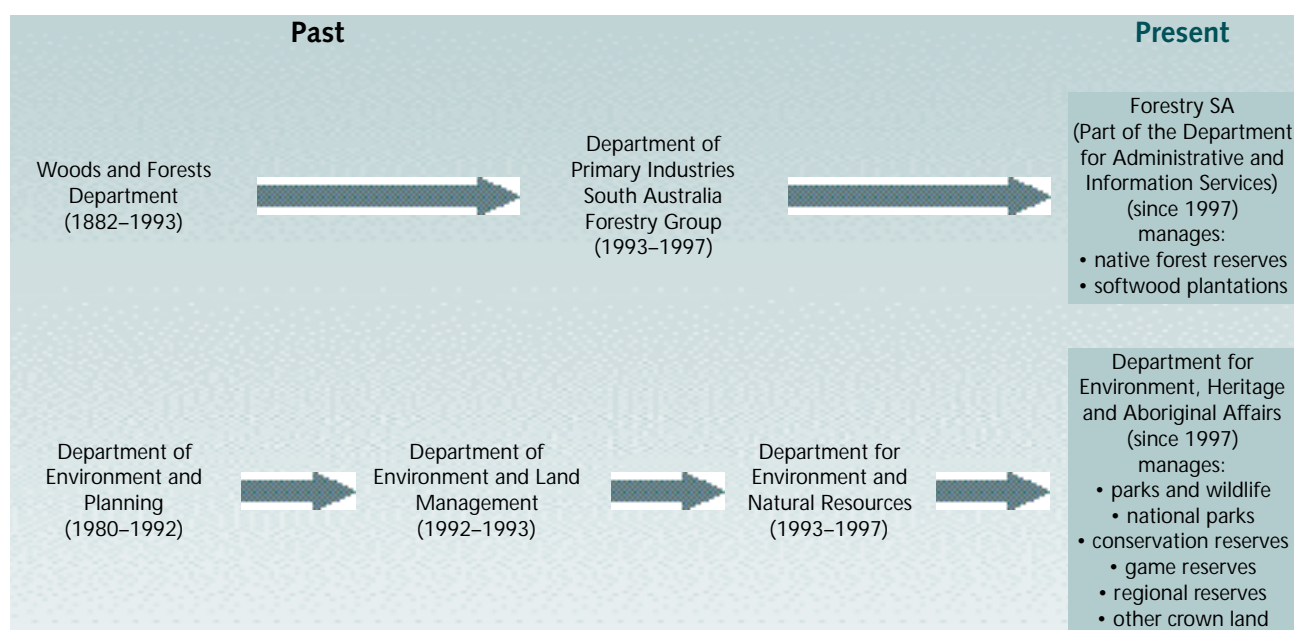 Past
Present
Woods and Forests
Department
(1882–1993)
Department of
Primary Industries
South Australia
Forestry Group
(1993–1997)
Forestry SA
(Part of the Department
for Administrative and
Information Services)
(since 1997)
manages:
• native forest reserves
• softwood plantations
Department of
Environment and
Planning
(1980–1992)
Department of
Environment and Land
Management
(1992–1993)
Department for
Environment and
Natural Resources
(1993–1997)
Department for
Environment, Heritage
and Aboriginal Affairs
(since 1997)
manages:
• parks and wildlife
• national parks
• conservation reserves
• game reserves
• regional reserves
• other crown land